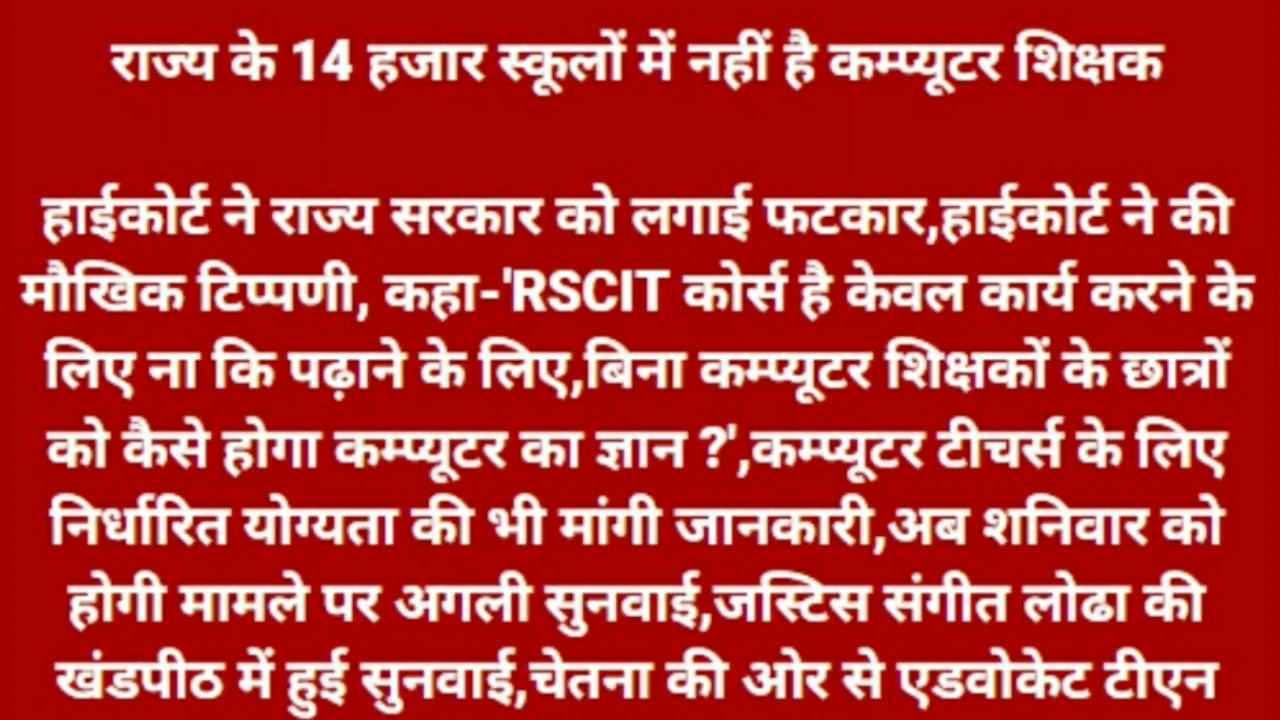 राज्य के 14 हजार स्कूलों में नहीं है कम्प्यूटर शिक्षक
हाईकोर्ट ने राज्य सरकार को लगाई फटकार,हाईकोर्ट ने की
मौखिक टिप्पणी, कहा-'RSCIT कोर्स है केवल कार्य करने के
लिए ना कि पढ़ाने के लिए,बिना कम्प्यूटर शिक्षकों के छात्रों
को कैसे होगा कम्प्यूटर का ज्ञान ?',कम्प्यूटर टीचर्स के लिए
निर्धारित योग्यता की भी मांगी जानकारी,अब शनिवार को
होगी मामले पर अगली सुनवाई,जस्टिस संगीत लोढा की
खंडपीठ में हुई सुनवाई,चेतना की ओर से एडवोकेट टीएन